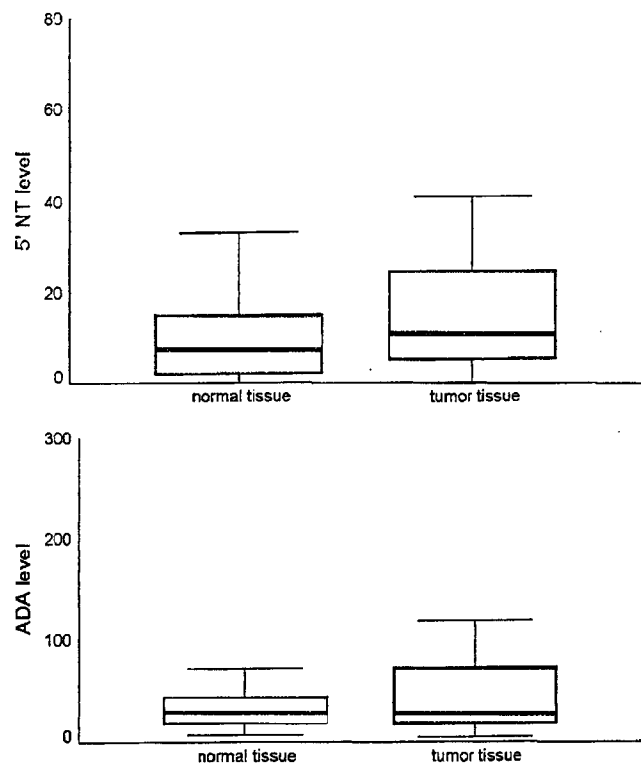 80
60
40
20
0
5' NT level
normal tissue
tumor tissue
300
200
100
0
ADA level
normal tissue
tumor tissue